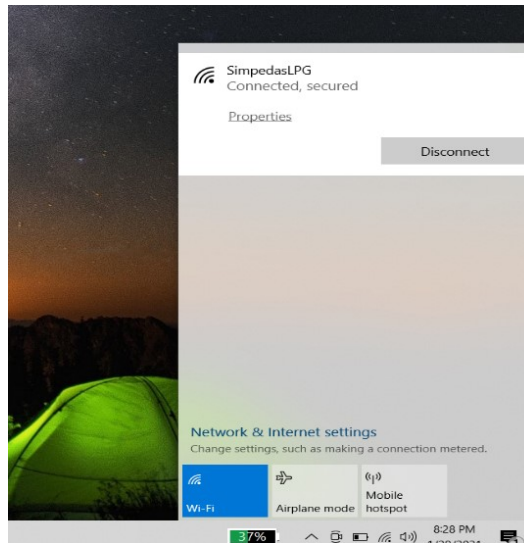 SimpedasLPG
Connected, secured
Properties
Disconnect
Network & Internet settings
Change settings, such as making a connection metered.
Wi-Fi
Airplane mode
Mobile
hotspot
37%
8:28 PM